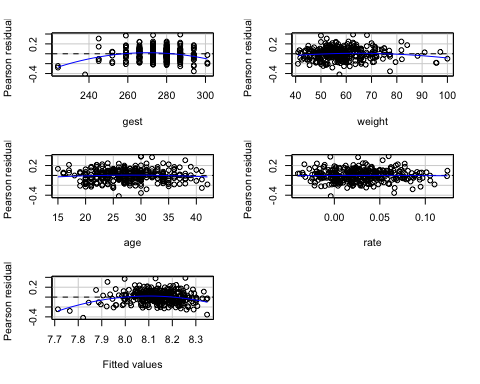 Pearson residual
-0.4 0.2
240 260 280 300
gest
Pearson residual
-0.4 0.2
40 50 60 70 80 90 100
weight
Pearson residual
-0.4 0.2
15 20 25 30 35 40
age
Pearson residual
-0.4 0.2
0.00 0.05 0.10
rate
Pearson residual
-0.4 0.2
7.7 7.8 7.9 8.0 8.1 8.2 8.3
Fitted values